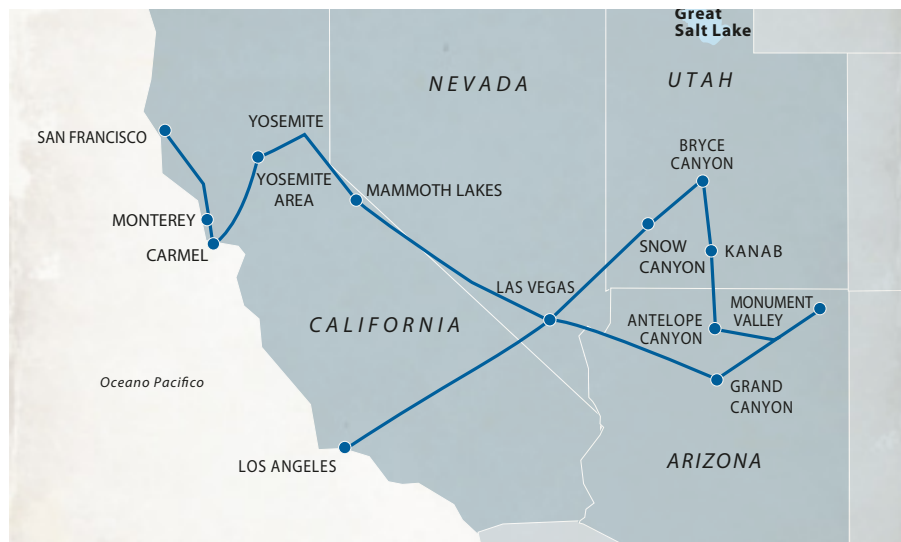 Great
Salt Lake
NEVADA
UTAH
YOSEMITE
SAN FRANCISCO
BRYCE
CANYON
YOSEMITE
AREA
MAMMOTH LAKES
MONTEREY
CARMEL
SNOW
CANYON
KANAB
LAS VEGAS
MONUMENT
VALLEY
ANTELOPE
CANYON
CALIFORNIA
Oceano Pacifico
GRAND
CANYON
LOS ANGELES
ARIZONA